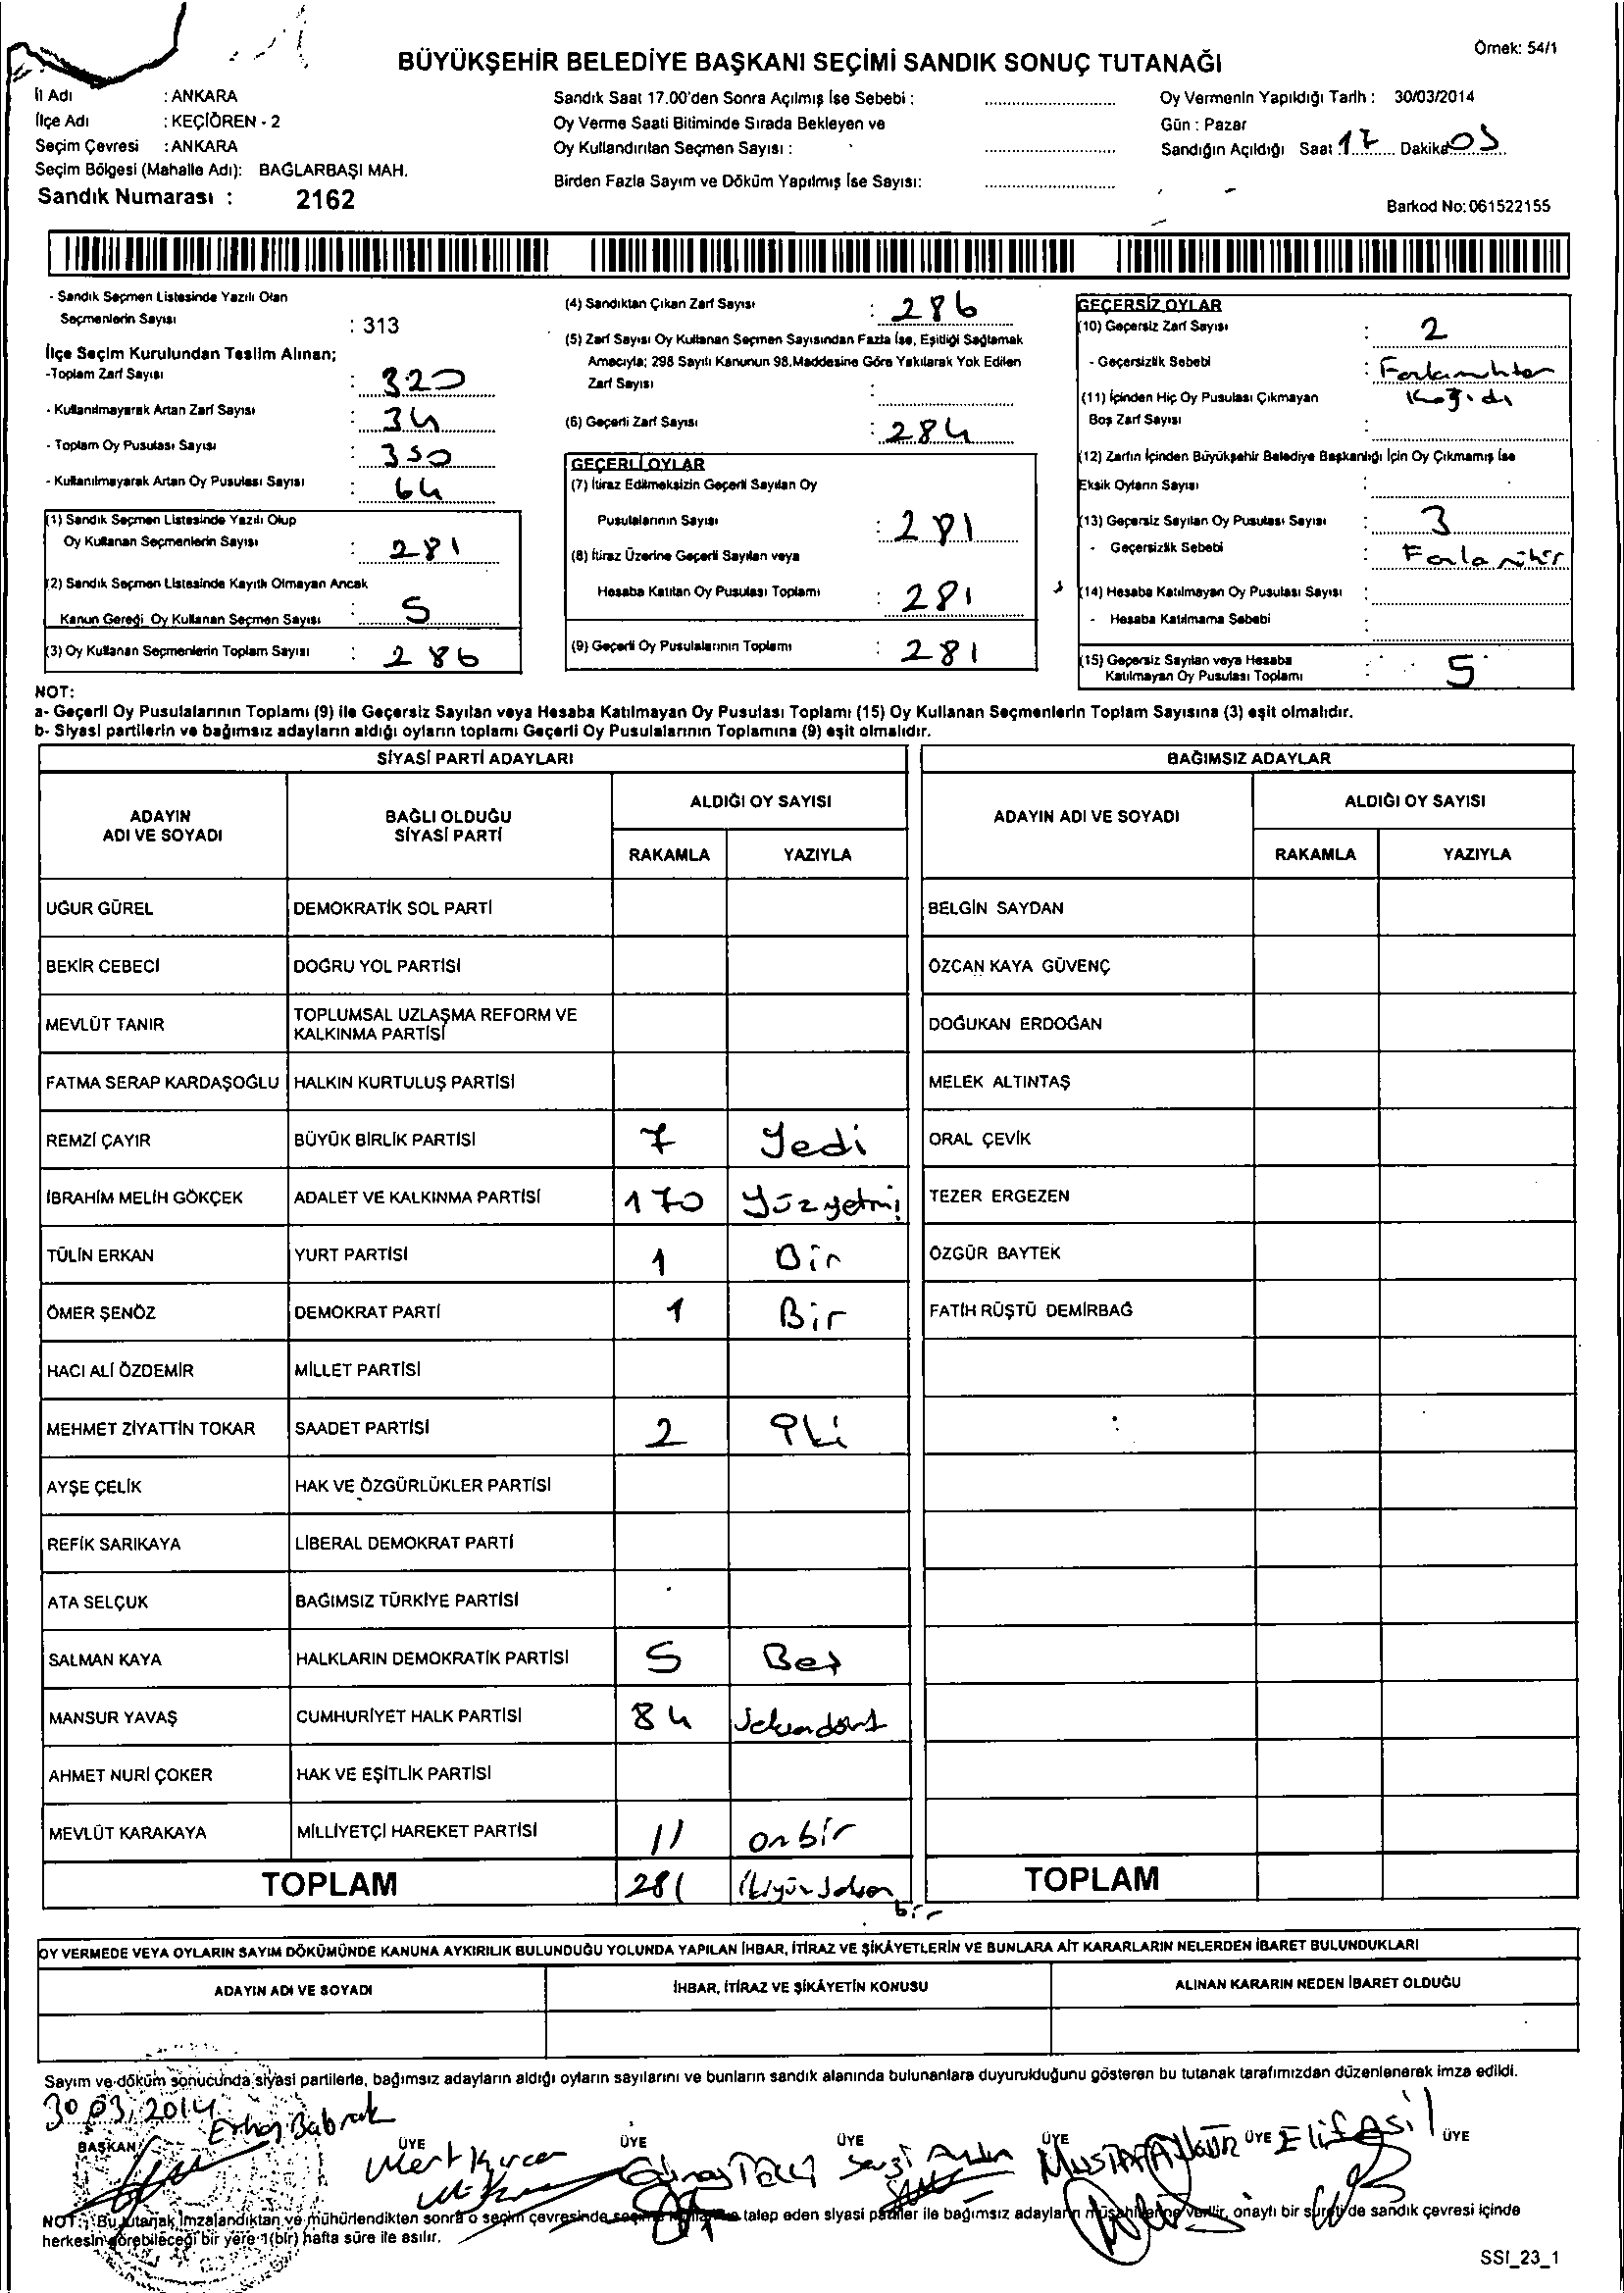 Örnek: 54/1
BÜYÜKŞEHİR BELEDİYE BAŞKANI SEÇİMİ SANDIK SONUÇ TUTANAĞI
İl Adı : ANKARA
İlçe Adı : KEÇİÖREN - 2
Seçim Çevresi : ANKARA
Seçim Bölgesi (Mahalle Adı): BAĞLARBAŞI MAH.
Sandık Numarası : 2162
Sandık Saat 17.00'den Sonra Açılmış İse Sebebi :
Oy Verme Saati Bitiminde Sırada Bekleyen ve
Oy Kullandırılan Seçmen Sayısı :
Birden Fazla Sayım ve Döküm Yapılmış İse Sayısı:
Oy Vermenin Yapıldığı Tarih : 30/03/2014
Gün : Pazar
Sandığın Açıldığı Saat 17 Dakika 05
Barkod No: 061522155
- Sandık Seçmen Listesinde Yazılı Olan
Seçmenlerin Sayısı : 313
İlçe Seçim Kurulundan Teslim Alınan;
-Toplam Zarf Sayısı : 320
- Kullanılmayarak Artan Zarf Sayısı : 34
- Toplam Oy Pusulası Sayısı : 350
- Kullanılmayarak Artan Oy Pusulası Sayısı : 64
(1) Sandık Seçmen Listesinde Yazılı Olup
Oy Kullanan Seçmenlerin Sayısı : 281
(2) Sandık Seçmen Listesinde Kayıtlı Olmayan Ancak
Kanun Gereği Oy Kullanan Seçmen Sayısı : 5
(3) Oy Kullanan Seçmenlerin Toplam Sayısı : 286
(4) Sandıktan Çıkan Zarf Sayısı : 286
(5) Zarf Sayısı Oy Kullanan Seçmen Sayısından Fazla İse, Eşitliği Sağlamak
Amacıyla; 298 Sayılı Kanunun 98.Maddesine Göre Yakılarak Yok Edilen
Zarf Sayısı :
(6) Geçerli Zarf Sayısı : 284
GEÇERLİ OYLAR
(7) İtiraz Edilmeksizin Geçerli Sayılan Oy
Pusulalarının Sayısı : 281
(8) İtiraz Üzerine Geçerli Sayılan veya
Hesaba Katılan Oy Pusulası Toplamı : 281
(9) Geçerli Oy Pusulalarının Toplamı : 281
GEÇERSİZ OYLAR
(10) Geçersiz Zarf Sayısı : 2
- Geçersizlik Sebebi :
(11) İçinden Hiç Oy Pusulası Çıkmayan Kağıdı
Boş Zarf Sayısı :
(12) Zarfın İçinden Büyükşehir Belediye Başkanlığı İçin Oy Çıkmamış İse
Eksik Oyların Sayısı :
(13) Geçersiz Sayılan Oy Pusulası Sayısı : 3
- Geçersizlik Sebebi :
(14) Hesaba Katılmayan Oy Pusulası Sayısı :
- Hesaba Katılmama Sebebi :
(15) Geçersiz Sayılan veya Hesaba
Katılmayan Oy Pusulası Toplamı : 5
NOT:
a- Geçerli Oy Pusulalarının Toplamı (9) ile Geçersiz Sayılan veya Hesaba Katılmayan Oy Pusulası Toplamı (15) Oy Kullanan Seçmenlerin Toplam Sayısına (3) eşit olmalıdır.
b- Siyasi partilerin ve bağımsız adayların aldığı oyların toplamı Geçerli Oy Pusulalarının Toplamına (9) eşit olmalıdır.
SİYASİ PARTİ ADAYLARI BAĞIMSIZ ADAYLAR
ADAYIN ADI VE SOYADI BAĞLI OLDUĞU SİYASİ PARTİ ALDIĞI OY SAYISI ADAYIN ADI VE SOYADI ALDIĞI OY SAYISI
RAKAMLA YAZIYLA RAKAMLA YAZIYLA
UĞUR GÜREL DEMOKRATİK SOL PARTİ BELGİN SAYDAN
BEKİR CEBECİ DOĞRU YOL PARTİSİ ÖZCAN KAYA GÜVENÇ
MEVLÜT TANIR TOPLUMSAL UZLAŞMA REFORM VE KALKINMA PARTİSİ DOĞUKAN ERDOĞAN
FATMA SERAP KARDAŞOĞLU HALKIN KURTULUŞ PARTİSİ MELEK ALTINTAŞ
REMZİ ÇAYIR BÜYÜK BİRLİK PARTİSİ 7 Yedi ORAL ÇEVİK
İBRAHİM MELİH GÖKÇEK ADALET VE KALKINMA PARTİSİ 170 Yüzyetmiş TEZER ERGEZEN
TÜLİN ERKAN YURT PARTİSİ 1 Bir ÖZGÜR BAYTEK
ÖMER ŞENÖZ DEMOKRAT PARTİ 1 Bir FATİH RÜŞTÜ DEMİRBAĞ
HACI ALİ ÖZDEMİR MİLLET PARTİSİ
MEHMET ZİYATTİN TOKAR SAADET PARTİSİ 2 İki
AYŞE ÇELİK HAK VE ÖZGÜRLÜKLER PARTİSİ
REFİK SARIKAYA LİBERAL DEMOKRAT PARTİ
ATA SELÇUK BAĞIMSIZ TÜRKİYE PARTİSİ
SALMAN KAYA HALKLARIN DEMOKRATİK PARTİSİ 5 Beş
MANSUR YAVAŞ CUMHURİYET HALK PARTİSİ 84 Seksendört
AHMET NURİ ÇOKER HAK VE EŞİTLİK PARTİSİ
MEVLÜT KARAKAYA MİLLİYETÇİ HAREKET PARTİSİ 11 onbir
TOPLAM 281 İkiyüzseksen bir TOPLAM
OY VERMEDE VEYA OYLARIN SAYIM DÖKÜMÜNDE KANUNA AYKIRILIK BULUNDUĞU YOLUNDA YAPILAN İHBAR, İTİRAZ VE ŞİKÂYETLERİN VE BUNLARA AİT KARARLARIN NELERDEN İBARET BULUNDUKLARI
ADAYIN ADI VE SOYADI İHBAR, İTİRAZ VE ŞİKÂYETİN KONUSU ALINAN KARARIN NEDEN İBARET OLDUĞU
Sayım ve döküm sonucunda siyasi partilerle, bağımsız adayların aldığı oyların sayılarını ve bunların sandık alanında bulunanlara duyurulduğunu gösteren bu tutanak tarafımızdan düzenlenerek imza edildi.
30.03.2014
BAŞKAN ÜYE ÜYE ÜYE ÜYE ÜYE ÜYE
NOT: Bu tutanak imzalandıktan ve mühürlendikten sonra o seçim çevresinde talep eden siyasi partiler ile bağımsız adayların müşahitlerine verilir, onaylı bir sureti de sandık çevresi içinde
herkesin görebileceği bir yere 1(bir) hafta süre ile asılır.
SSI_23_1